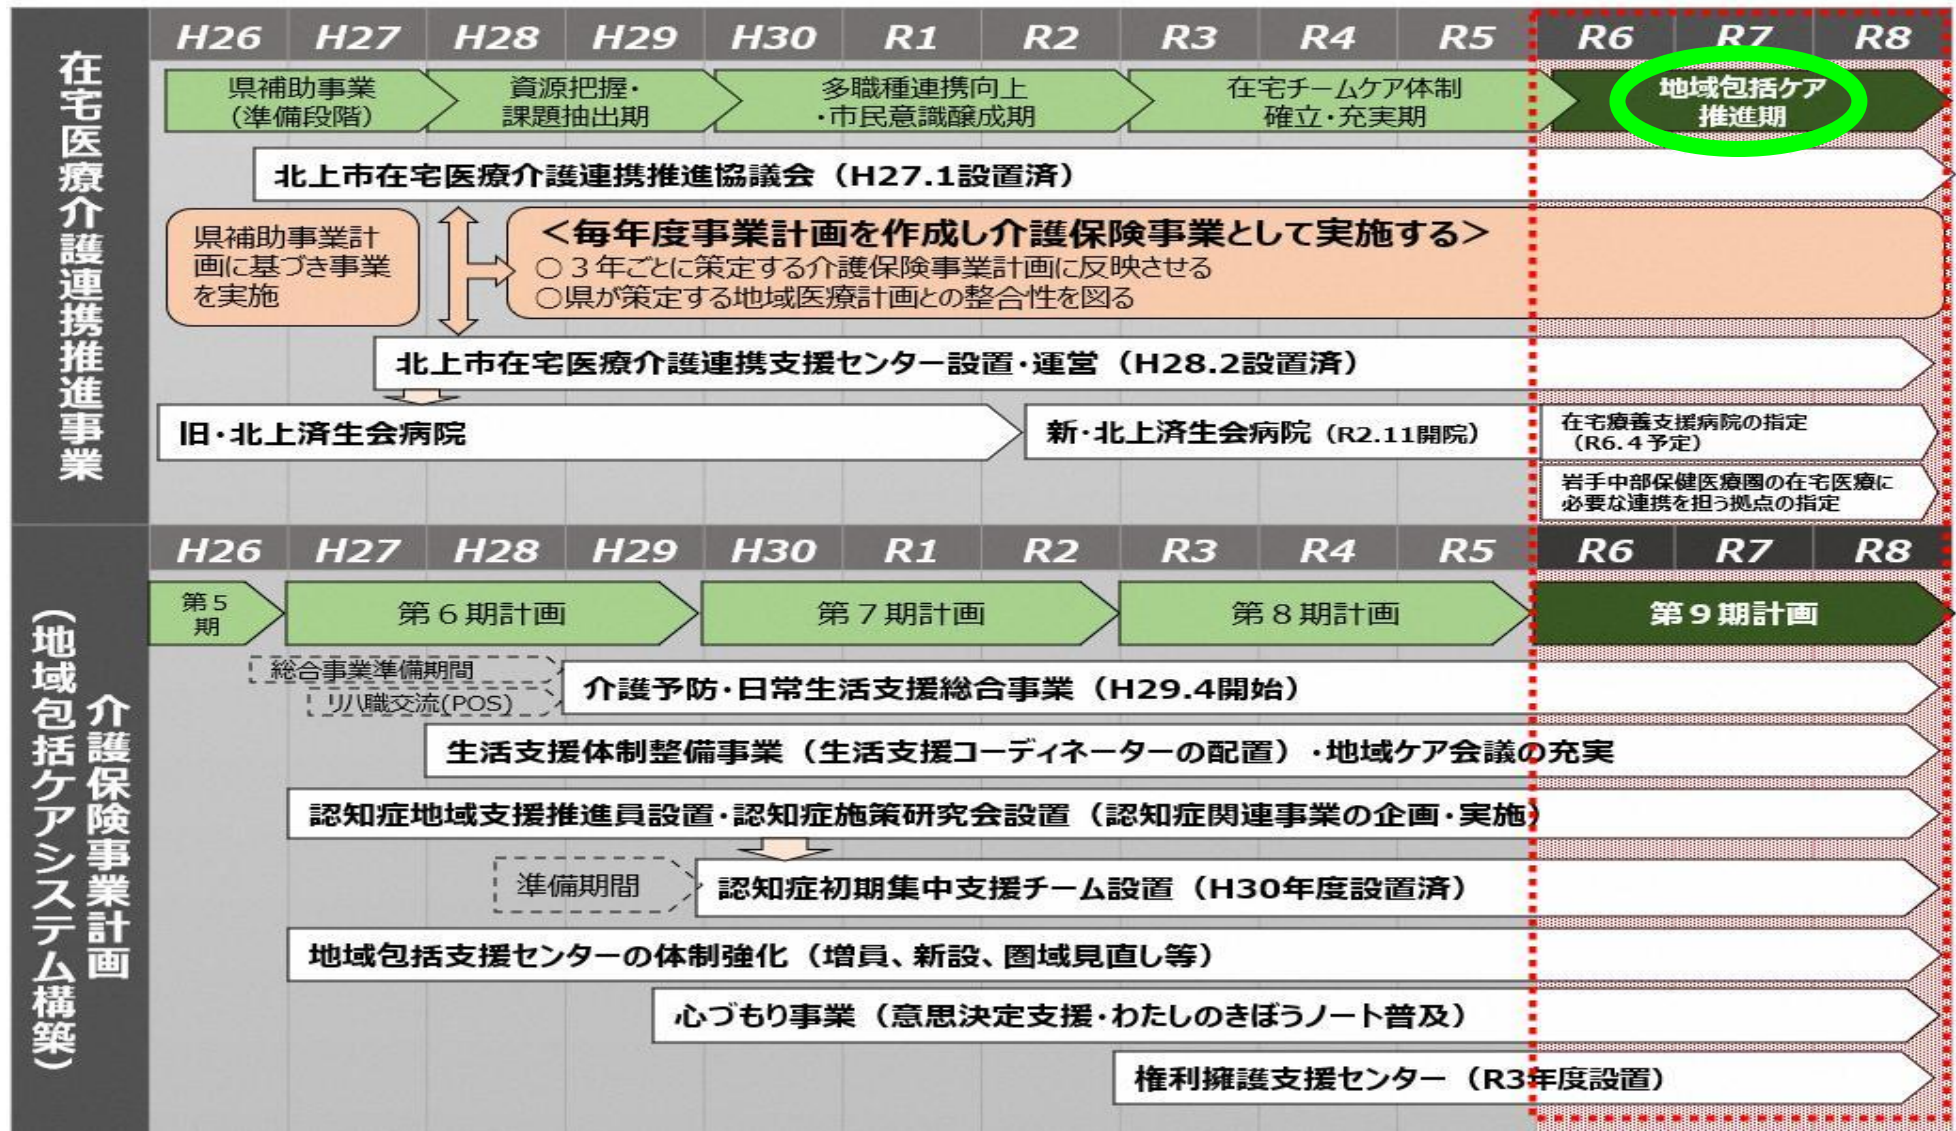 在宅医療介護連携推進事業
H26 H27 H28 H29 H30 R1 R2 R3 R4 R5 R6 R7 R8
県補助事業
(準備段階)
資源把握・
課題抽出期
多職種連携向上
・市民意識醸成期
在宅チームケア体制
確立・充実期
地域包括ケア
推進期
北上市在宅医療介護連携推進協議会（H27.1設置済）
県補助事業計
画に基づき事業
を実施
＜毎年度事業計画を作成し介護保険事業として実施する＞
○３年ごとに策定する介護保険事業計画に反映させる
○県が策定する地域医療計画との整合性を図る
北上市在宅医療介護連携支援センター設置・運営（H28.2設置済）
旧・北上済生会病院
新・北上済生会病院（R2.11開院）
在宅療養支援病院の指定
（R6.４予定）
岩手中部保健医療圏の在宅医療に
必要な連携を担う拠点の指定
介護保険事業計画
（地域包括ケアシステム構築）
H26 H27 H28 H29 H30 R1 R2 R3 R4 R5 R6 R7 R8
第５
期
第６期計画
第７期計画
第８期計画
第９期計画
総合事業準備期間
リハ職交流(POS)
介護予防・日常生活支援総合事業（H29.4開始）
生活支援体制整備事業（生活支援コーディネーターの配置）・地域ケア会議の充実
認知症地域支援推進員設置・認知症施策研究会設置（認知症関連事業の企画・実施）
準備期間
認知症初期集中支援チーム設置（H30年度設置済）
地域包括支援センターの体制強化（増員、新設、圏域見直し等）
心づもり事業（意思決定支援・わたしのきぼうノート普及）
権利擁護支援センター（R3年度設置）